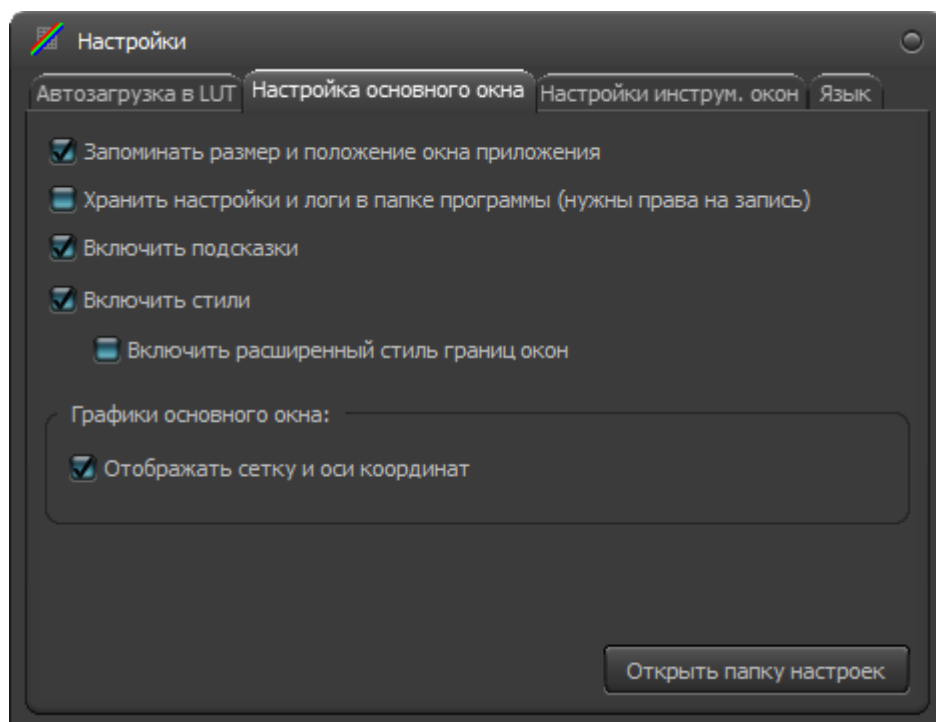 Настройки
Автозагрузка в LUT Настройка основного окна Настройки инструм. окон Язык
Запоминать размер и положение окна приложения
Хранить настройки и логи в папке программы (нужны права на запись)
Включить подсказки
Включить стили
Включить расширенный стиль границ окон
Графики основного окна:
Отображать сетку и оси координат
Открыть папку настроек